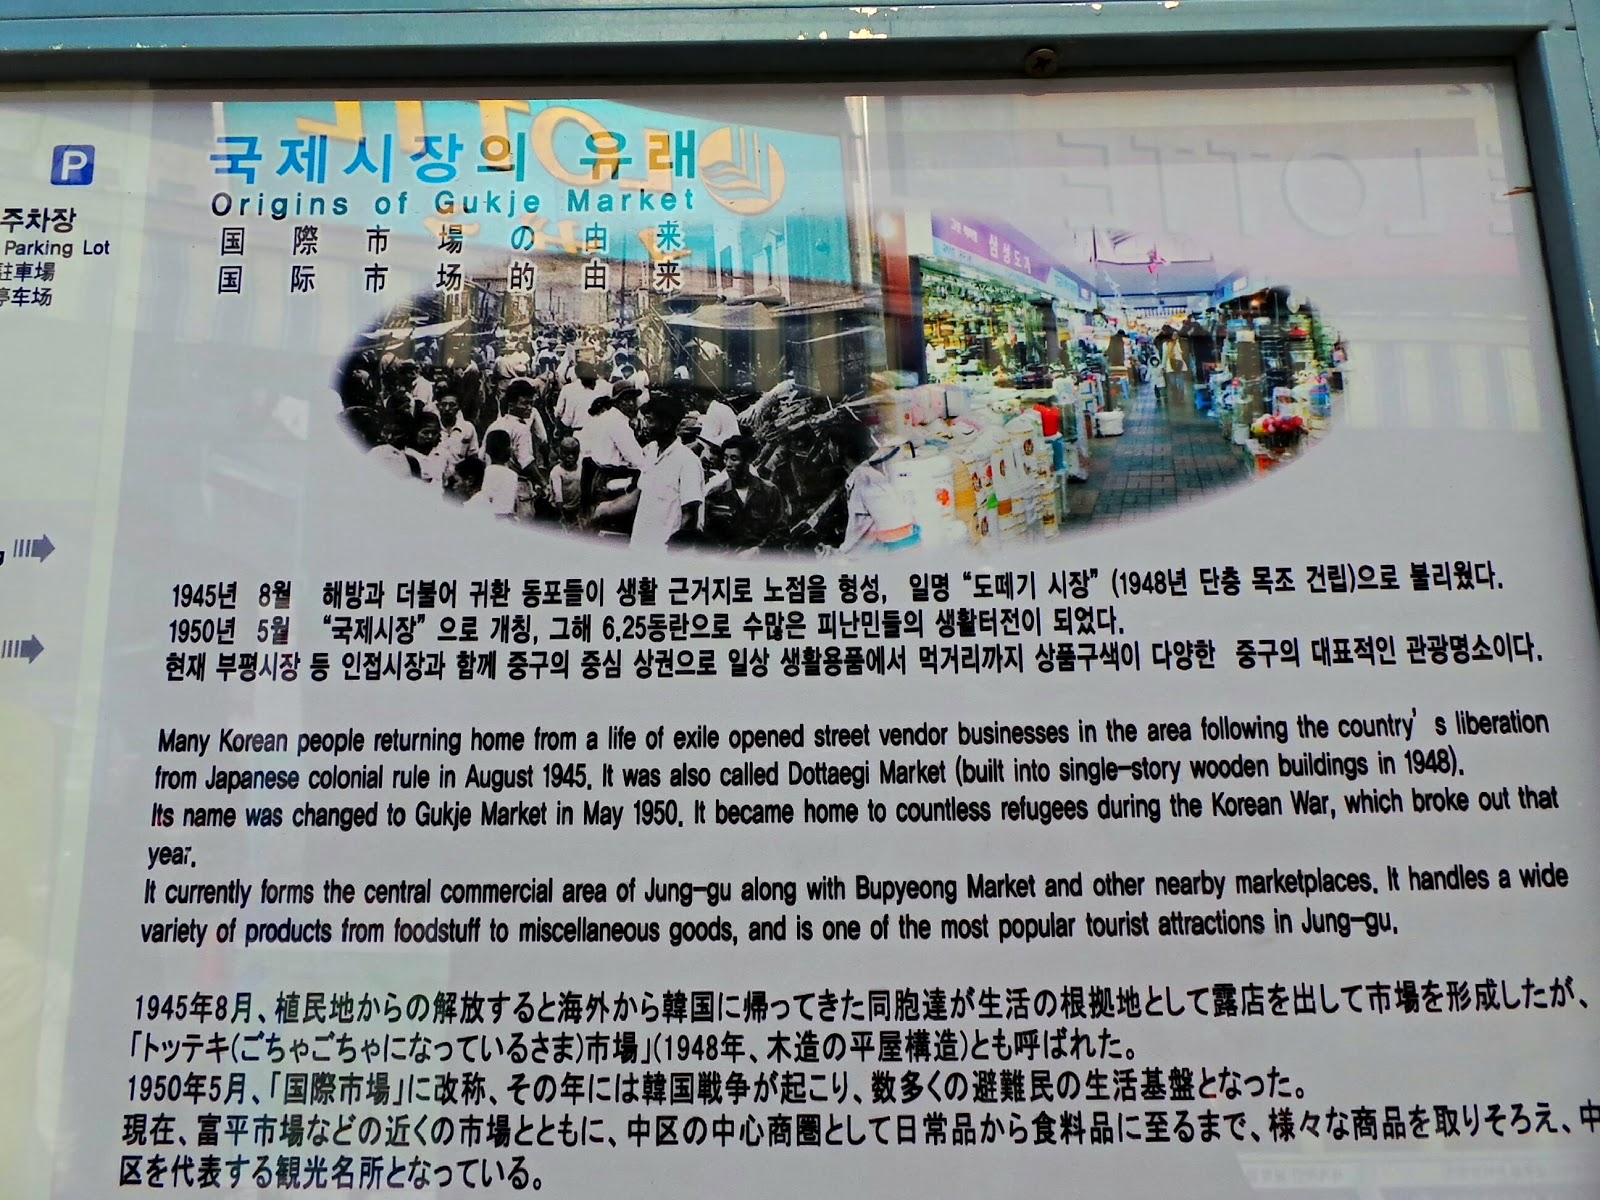 P
주차장
Parking Lot
駐車場
停车场
국제시장의 유래
Origins of Gukje Market
国際市場の由来
国际市场的由来
LOTTE
삼성도기
1945년 8월 해방과 더불어 귀환 동포들이 생활 근거지로 노점을 형성, 일명 “도떼기 시장” (1948년 단층 목조 건립)으로 불리웠다.
1950년 5월 “국제시장” 으로 개칭, 그해 6.25동란으로 수많은 피난민들의 생활터전이 되었다.
현재 부평시장 등 인접시장과 함께 중구의 중심 상권으로 일상 생활용품에서 먹거리까지 상품구색이 다양한 중구의 대표적인 관광명소이다.
Many Korean people returning home from a life of exile opened street vendor businesses in the area following the country’s liberation
from Japanese colonial rule in August 1945. It was also called Dottaegi Market (built into single-story wooden buildings in 1948).
Its name was changed to Gukje Market in May 1950. It became home to countless refugees during the Korean War, which broke out that
year.
It currently forms the central commercial area of Jung-gu along with Bupyeong Market and other nearby marketplaces. It handles a wide
variety of products from foodstuff to miscellaneous goods, and is one of the most popular tourist attractions in Jung-gu.
1945年8月、植民地からの解放すると海外から韓国に帰ってきた同胞達が生活の根拠地として露店を出して市場を形成したが、
「トッテキ(ごちゃごちゃになっているさま)市場」(1948年、木造の平屋構造)とも呼ばれた。
1950年5月、「国際市場」に改称、その年には韓国戦争が起こり、数多くの避難民の生活基盤となった。
現在、富平市場などの近くの市場とともに、中区の中心商圏として日常品から食料品に至るまで、様々な商品を取りそろえ、中
区を代表する観光名所となっている。